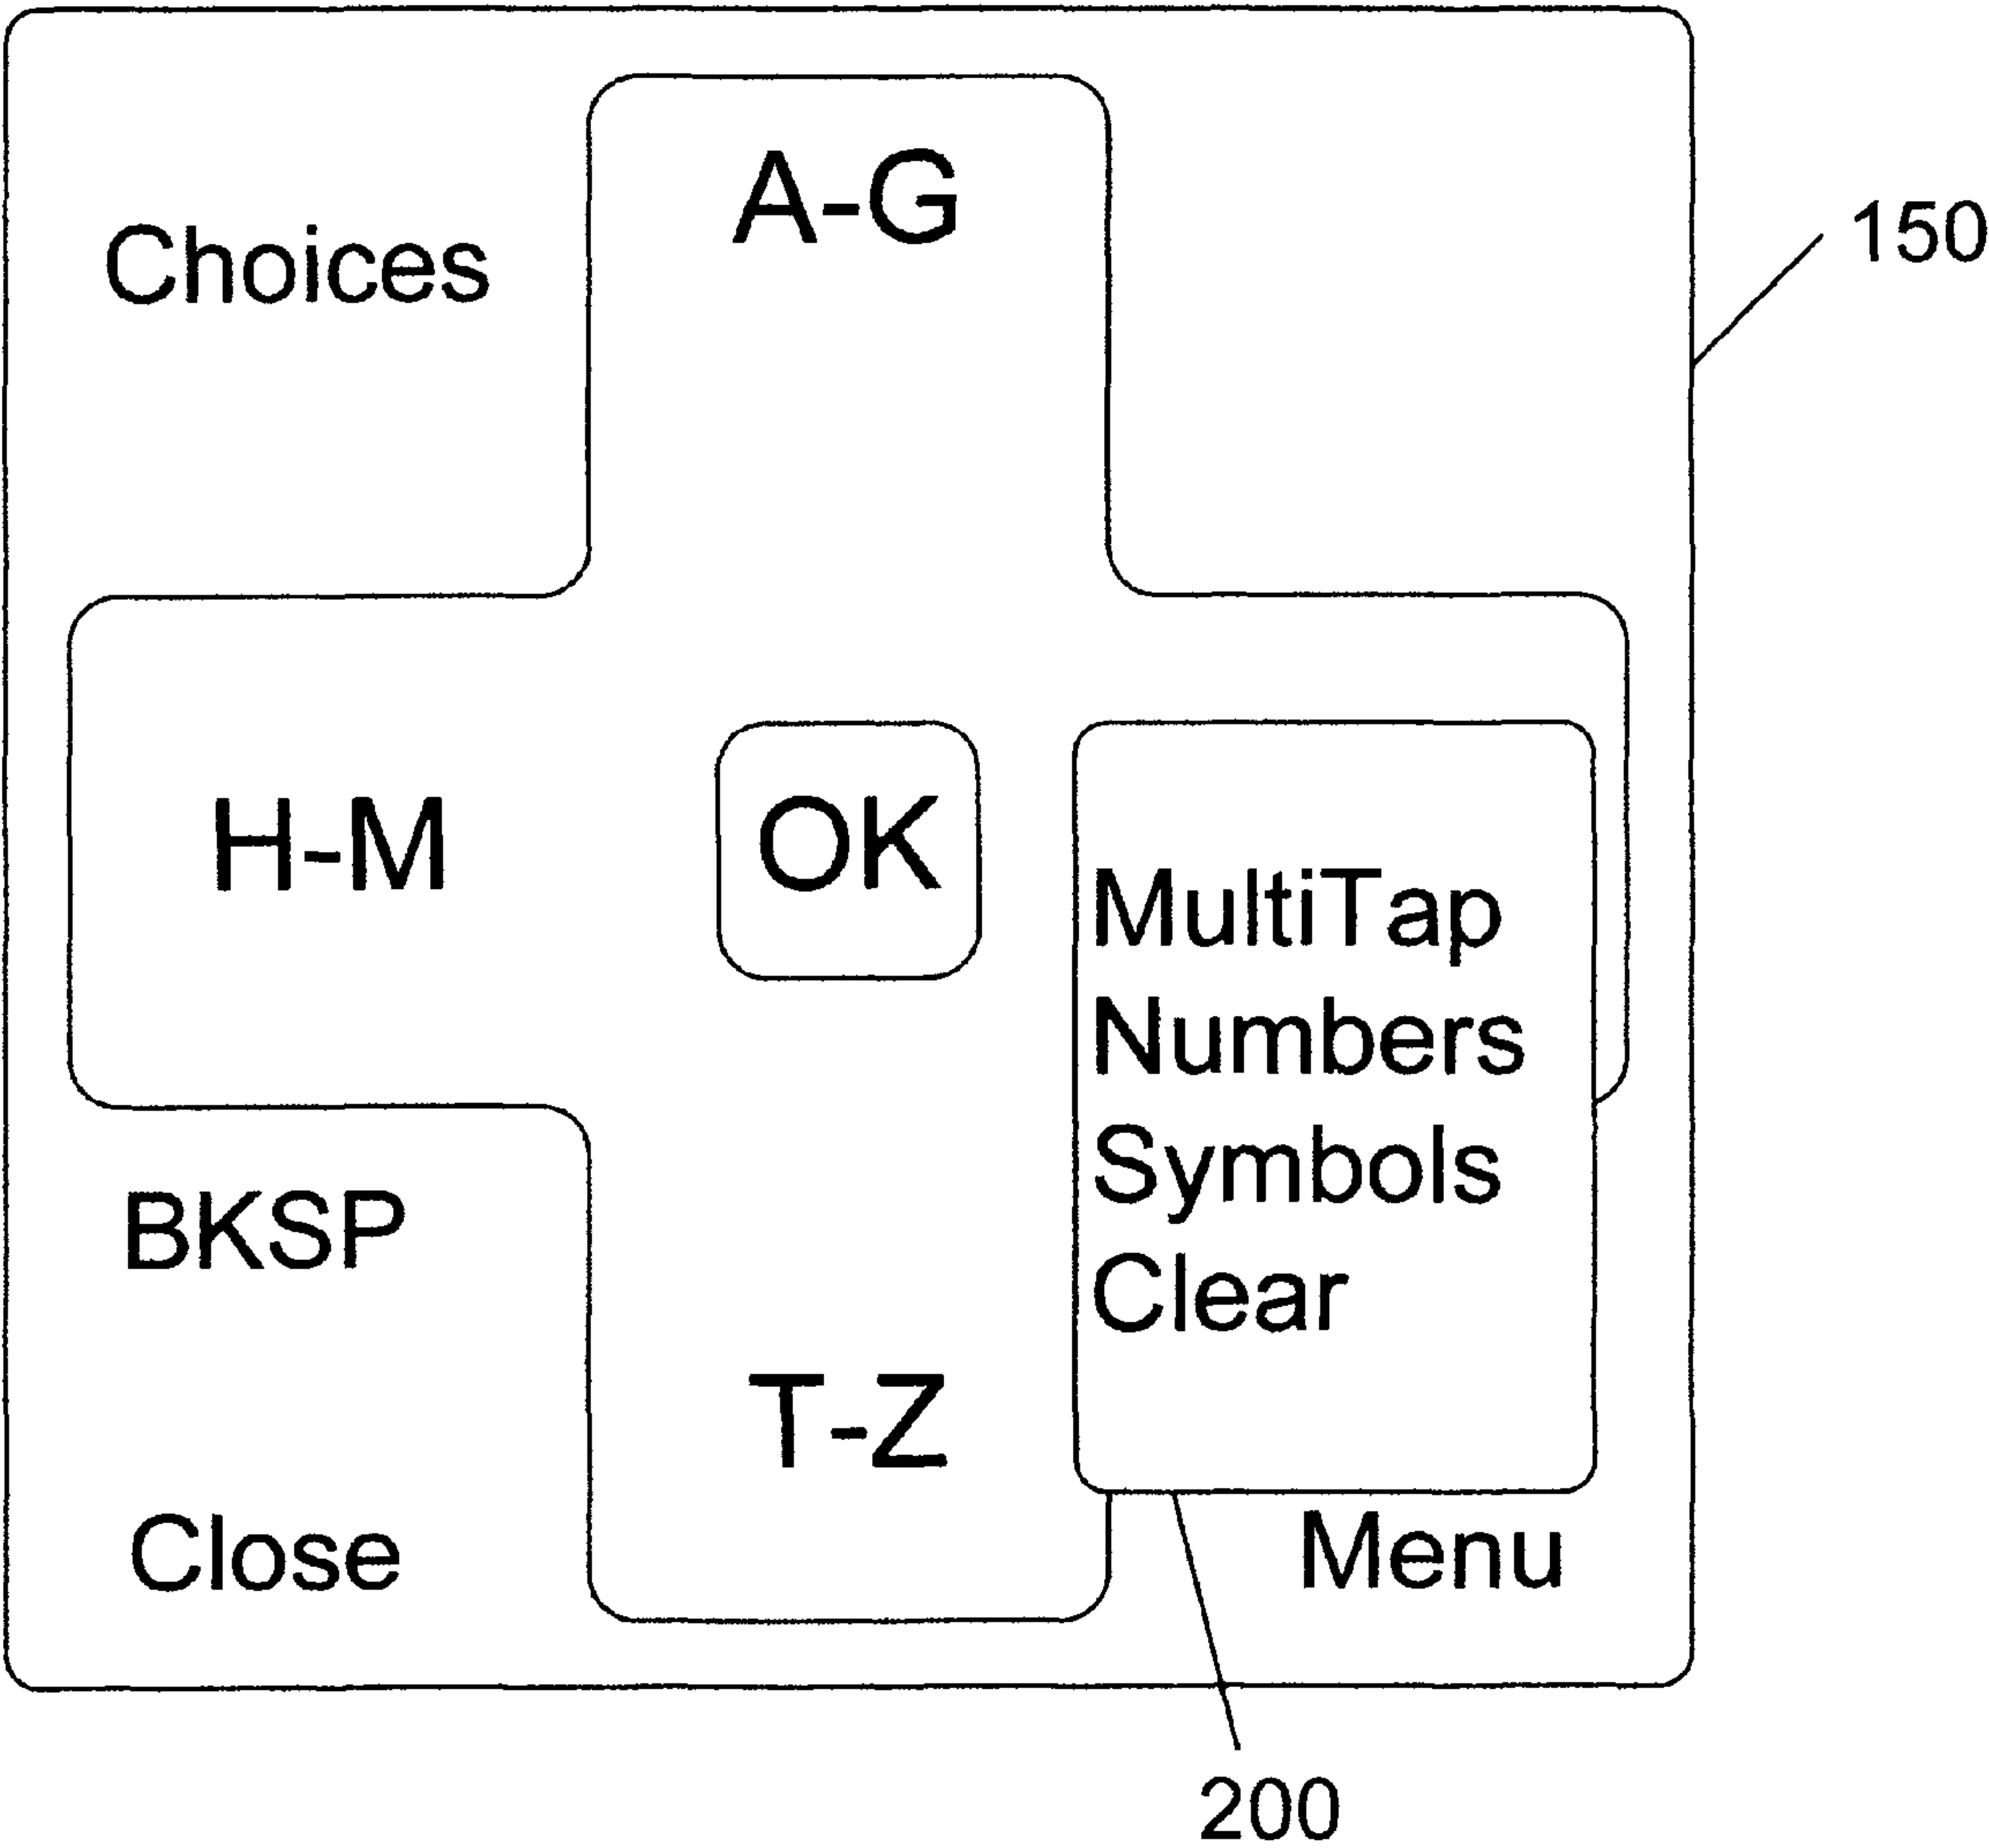 A-G
Choices
150
H-M
OK
MultiTap
Numbers
Symbols
Clear
BKSP
T-Z
Close
Menu
200